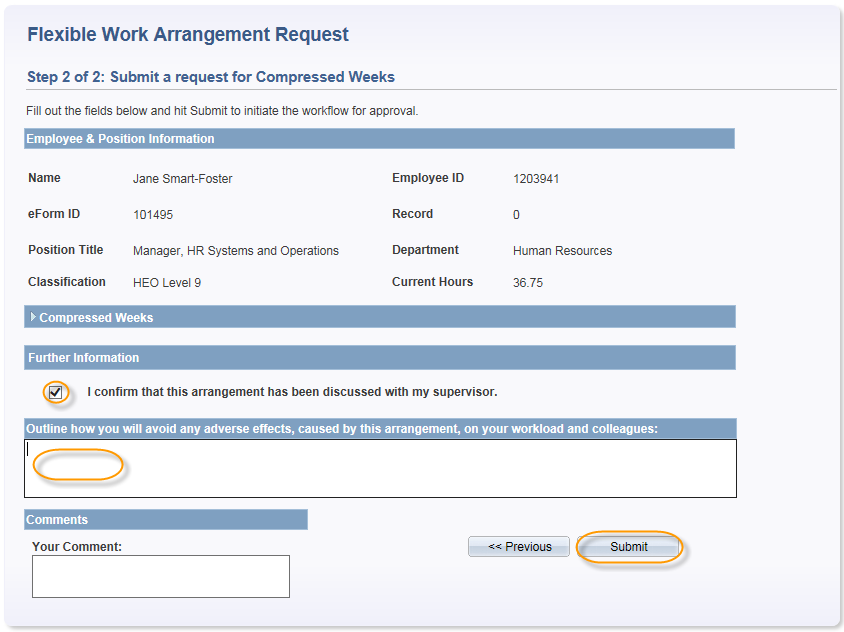 Flexible Work Arrangement Request
Step 2 of 2: Submit a request for Compressed Weeks
Fill out the fields below and hit Submit to initiate the workflow for approval.
Employee & Position Information
Name Jane Smart-Foster Employee ID 1203941
eForm ID 101495 Record 0
Position Title Manager, HR Systems and Operations Department Human Resources
Classification HEO Level 9 Current Hours 36.75
Compressed Weeks
Further Information
I confirm that this arrangement has been discussed with my supervisor.
Outline how you will avoid any adverse effects, caused by this arrangement, on your workload and colleagues:
Comments
Your Comment: << Previous Submit